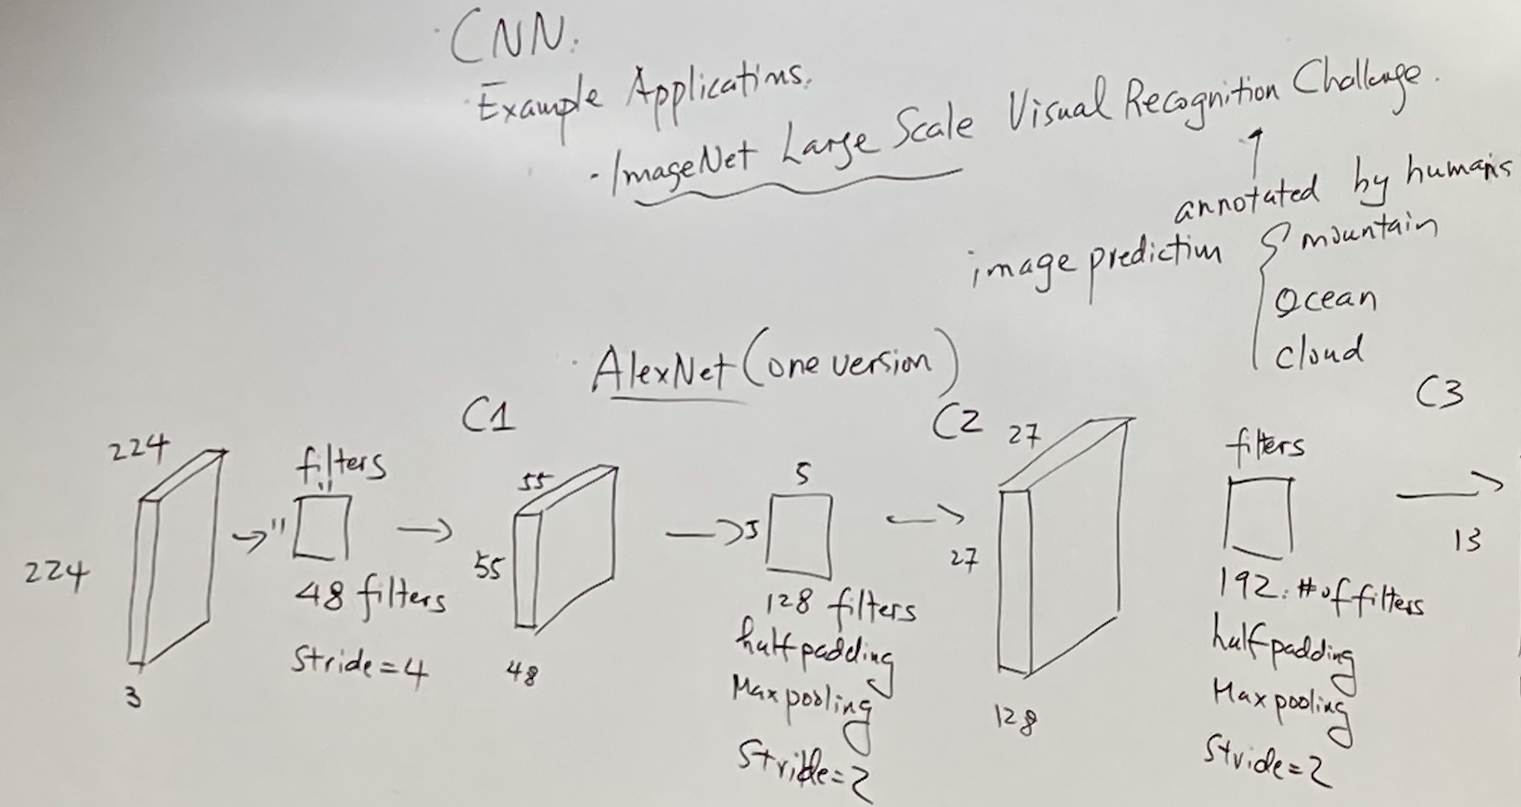 · CNN.
· Example Applications.
· ImageNet Large Scale Visual Recognition Challenge.
annotated by humans
image prediction { mountain
ocean
cloud
· AlexNet (one version)
C1
C2
C3
224
224
3
filters
11
11
48 filters
Stride=4
55
55
48
5
5
128 filters
half padding
Max pooling
Stride=2
27
27
128
filters
192: # of filters
half padding
Max pooling
Stride=2
13